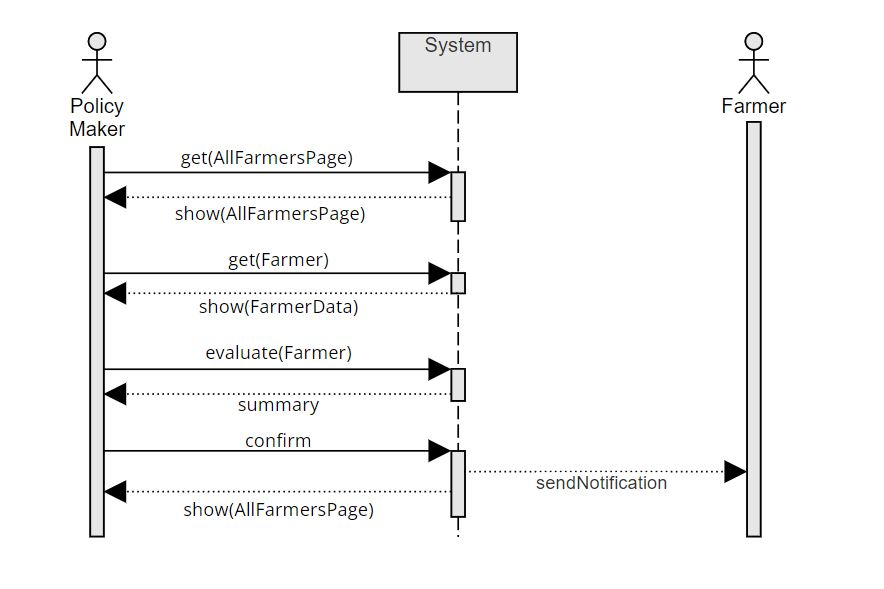 System
Policy
Maker
Farmer
get(AllFarmersPage)
show(AllFarmersPage)
get(Farmer)
show(FarmerData)
evaluate(Farmer)
summary
confirm
sendNotification
show(AllFarmersPage)